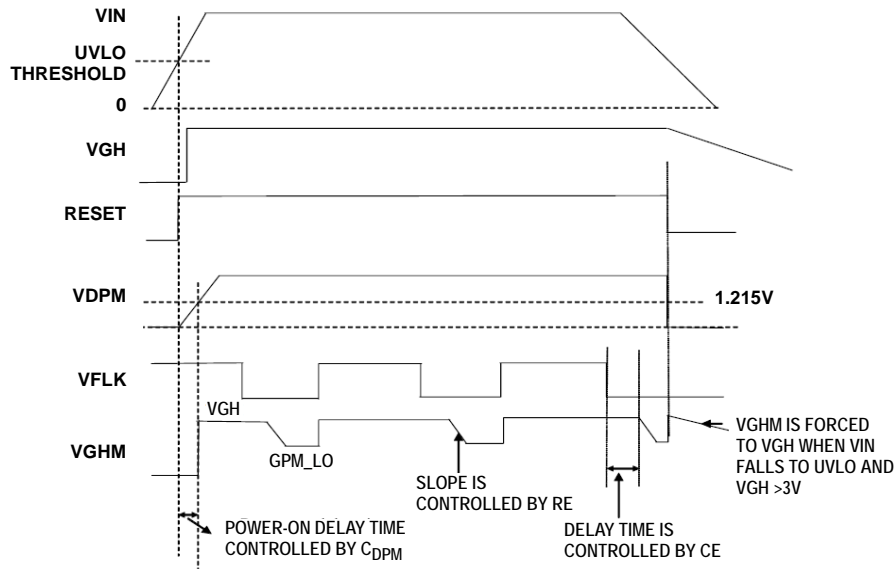 VIN
UVLO
THRESHOLD
0
VGH
RESET
VDPM
1.215V
VFLK
VGH
VGHM
GPM_LO
SLOPE IS
CONTROLLED BY RE
VGHM IS FORCED
TO VGH WHEN VIN
FALLS TO UVLO AND
VGH >3V
POWER-ON DELAY TIME
CONTROLLED BY CDPM
DELAY TIME IS
CONTROLLED BY CE